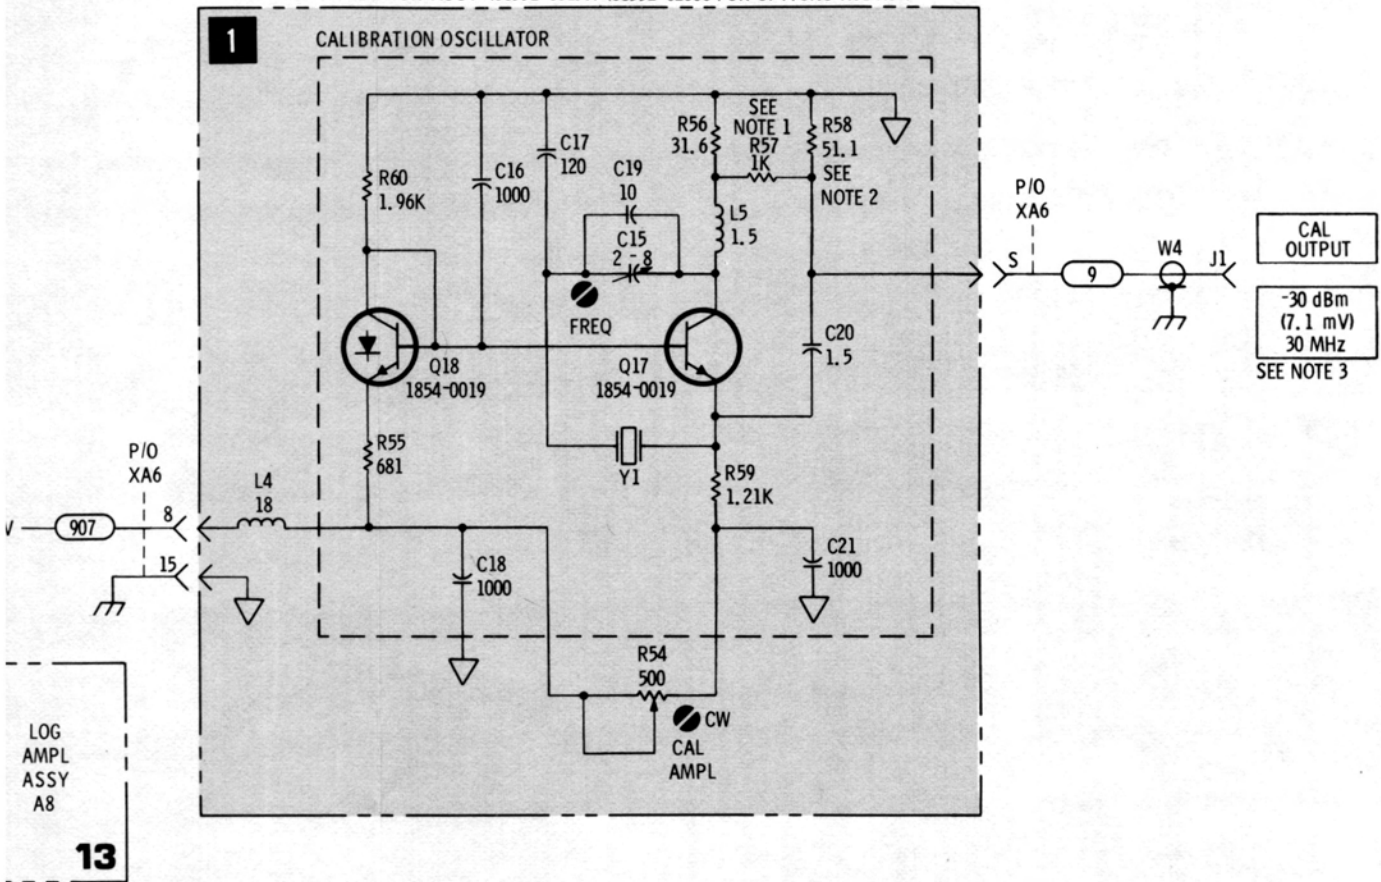 1
CALIBRATION OSCILLATOR
SEE
NOTE 1
R56
31.6
R57
1K
R58
51.1
SEE
NOTE 2
C17
120
C19
10
C16
1000
R60
1.96K
L5
1.5
C15
2 - 8
FREQ
P/O
XA6
S
9
W4
J1
CAL
OUTPUT
-30 dBm
(7.1 mV)
30 MHz
SEE NOTE 3
C20
1.5
Q18
1854-0019
Q17
1854-0019
R55
681
Y1
R59
1.21K
P/O
XA6
L4
18
V
907
8
15
C18
1000
C21
1000
R54
500
CW
CAL
AMPL
LOG
AMPL
ASSY
A8
13